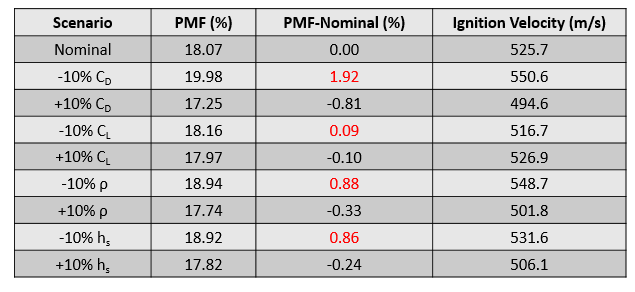 Scenario PMF (%) PMF-Nominal (%) Ignition Velocity (m/s)
Nominal 18.07 0.00 525.7
-10% C_D 19.98 1.92 550.6
+10% C_D 17.25 -0.81 494.6
-10% C_L 18.16 0.09 516.7
+10% C_L 17.97 -0.10 526.9
-10% ρ 18.94 0.88 548.7
+10% ρ 17.74 -0.33 501.8
-10% h_s 18.92 0.86 531.6
+10% h_s 17.82 -0.24 506.1